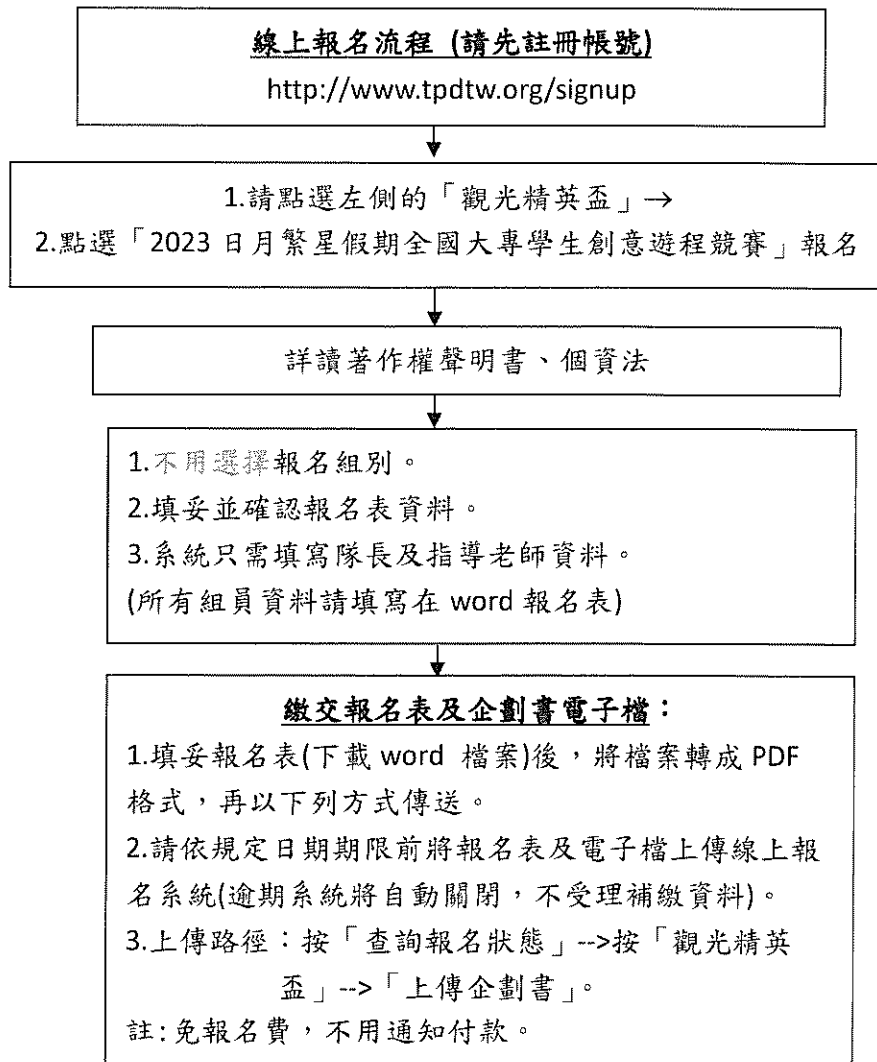 線上報名流程 (請先註冊帳號)
http://www.tpdtw.org/signup
1.請點選左側的「觀光精英盃」→
2.點選「2023 日月繁星假期全國大專學生創意遊程競賽」報名
詳讀著作權聲明書、個資法
1.不用選擇報名組別。
2.填妥並確認報名表資料。
3.系統只需填寫隊長及指導老師資料。
(所有組員資料請填寫在 word 報名表)
繳交報名表及企劃書電子檔：
1.填妥報名表(下載 word 檔案)後，將檔案轉成 PDF
格式，再以下列方式傳送。
2.請依規定日期期限前將報名表及電子檔上傳線上報
名系統(逾期系統將自動關閉，不受理補繳資料)。
3.上傳路徑：按「查詢報名狀態」-->按「觀光精英
盃」-->「上傳企劃書」。
註:免報名費，不用通知付款。